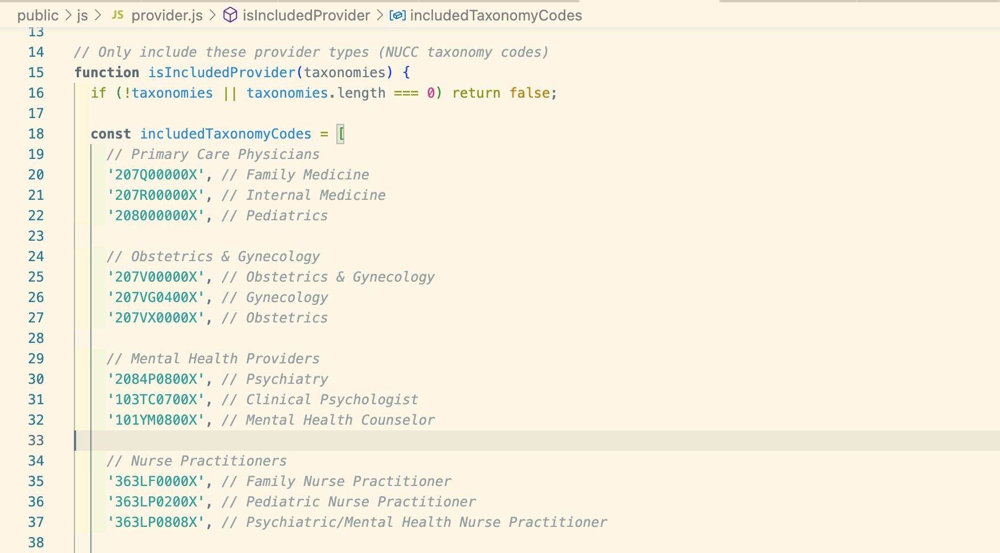 public > js > JS provider.js > isIncludedProvider > includedTaxonomyCodes
13
14 // Only include these provider types (NUCC taxonomy codes)
15 function isIncludedProvider(taxonomies) {
16 if (!taxonomies || taxonomies.length === 0) return false;
17
18 const includedTaxonomyCodes = [
19 // Primary Care Physicians
20 '207Q00000X', // Family Medicine
21 '207R00000X', // Internal Medicine
22 '208000000X', // Pediatrics
23
24 // Obstetrics & Gynecology
25 '207V00000X', // Obstetrics & Gynecology
26 '207VG0400X', // Gynecology
27 '207VX0000X', // Obstetrics
28
29 // Mental Health Providers
30 '2084P0800X', // Psychiatry
31 '103TC0700X', // Clinical Psychologist
32 '101YM0800X', // Mental Health Counselor
33
34 // Nurse Practitioners
35 '363LF0000X', // Family Nurse Practitioner
36 '363LP0200X', // Pediatric Nurse Practitioner
37 '363LP0808X', // Psychiatric/Mental Health Nurse Practitioner
38